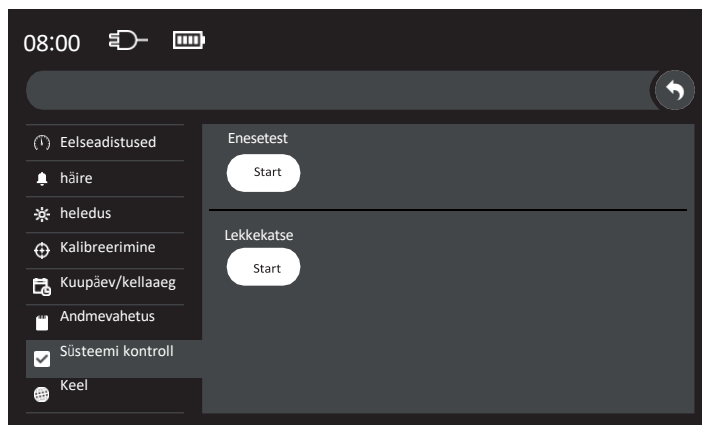 08:00
Eelseadistused
häire
heledus
Kalibreerimine
Kuupäev/kellaaeg
Andmevahetus
Süsteemi kontroll
Keel
Enesetest
Start
Lekkekatse
Start